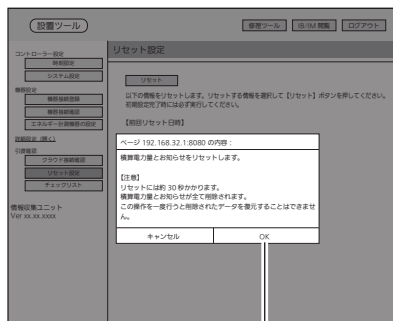 設置ツール
修理ツール
IB/IM 閲覧
ログアウト
コントローラー設定
時刻設定
システム設定
機器設定
機器接続登録
機器接続確認
エネルギー計測機器の設定
詳細設定（開く）
引渡確認
クラウド接続確認
リセット設定
チェックリスト
情報収集ユニット
Ver xx.xx.xxxx
リセット設定
リセット
以下の情報をリセットします。リセットする情報を選択して【リセット】ボタンを押してください。
初期設定完了時には必ず実行してください。
【前回リセット日時】
ページ 192.168.32.1:8080 の内容：
積算電力量とお知らせをリセットします。
【注意】
リセットには約 30 秒かかります。
積算電力量とお知らせが全て削除されます。
この操作を一度行うと削除されたデータを復元することはできませ
ん。
キャンセル
OK